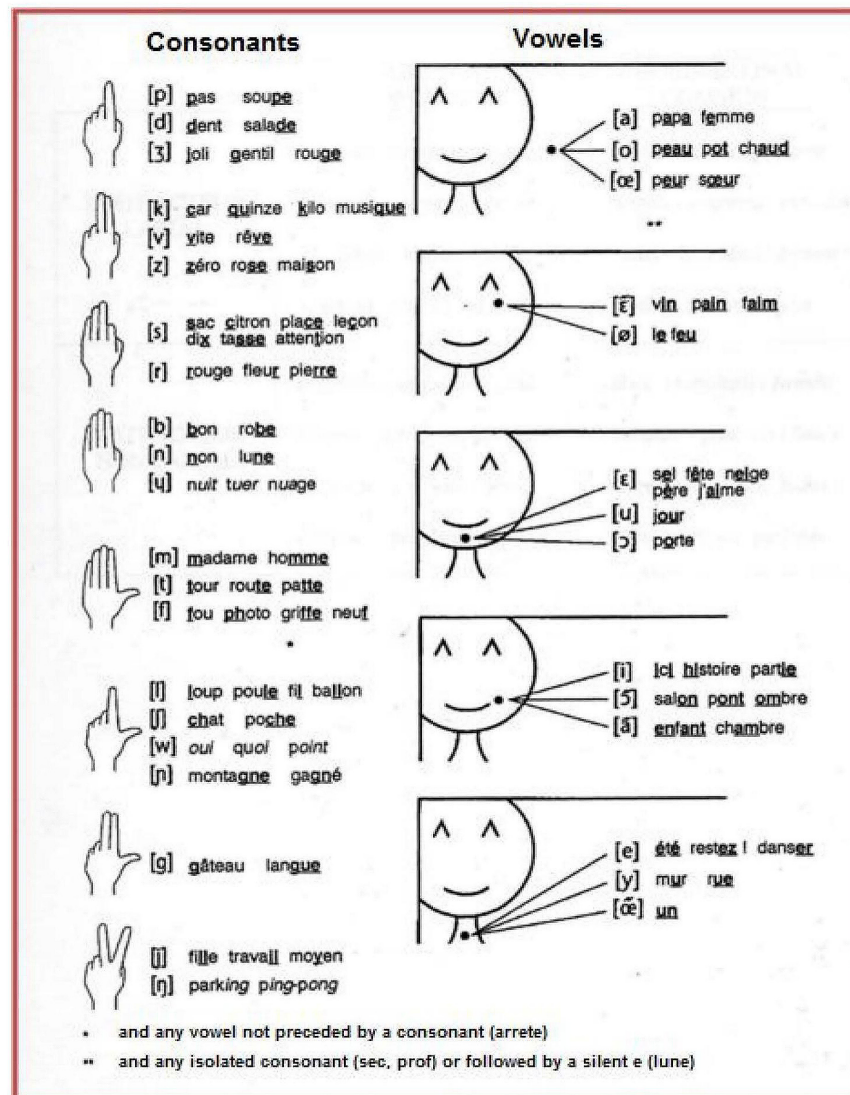 Consonants
[p] pas soupe
[d] dent salade
[ʒ] joli gentil rouge
[k] car quinze kilo musique
[v] vite rêve
[z] zéro rose maison
[s] sac citron place leçon
dix tasse attention
[r] rouge fleur pierre
[b] bon robe
[n] non lune
[ɥ] nuit tuer nuage
[m] madame homme
[t] tour route patte
[f] fou photo griffe neuf
*
[l] loup poule fil ballon
[ʃ] chat poche
[w] oui quoi point
[ɲ] montagne gagné
[g] gâteau langue
[j] fille travail moyen
[ŋ] parking ping-pong
Vowels
[a] papa femme
[o] peau pot chaud
[œ] peur sœur
**
[ɛ̃] vin pain faim
[ø] le feu
[ɛ] sel fête neige
père j'aime
[u] jour
[ɔ] porte
[i] ici histoire partie
[ɔ̃] salon pont ombre
[ã] enfant chambre
[e] été restez ! danser
[y] mur rue
[œ̃] un
* and any vowel not preceded by a consonant (arrete)
** and any isolated consonant (sec, prof) or followed by a silent e (lune)